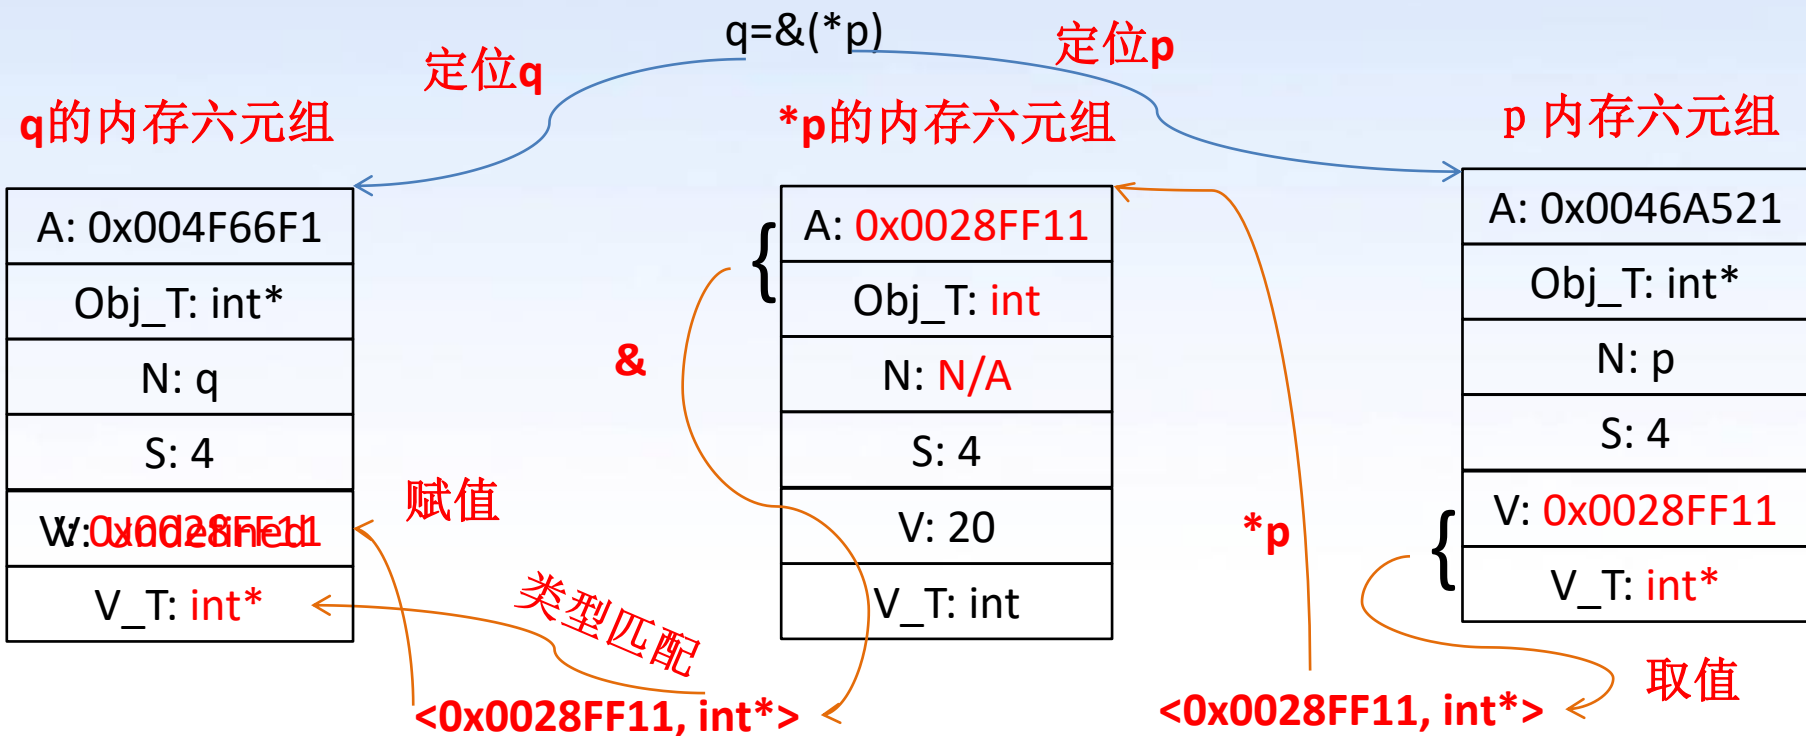 q=&(*p)
定位q
定位p
q的内存六元组
A: 0x004F66F1
Obj_T: int*
N: q
S: 4
V: Undefined
V: 0x0028FF11
V_T: int*
*p的内存六元组
{
A: 0x0028FF11
Obj_T: int
N: N/A
S: 4
V: 20
V_T: int
p 内存六元组
A: 0x0046A521
Obj_T: int*
N: p
S: 4
{
V: 0x0028FF11
V_T: int*
&
赋值
类型匹配
*p
取值
<0x0028FF11, int*>
<0x0028FF11, int*>